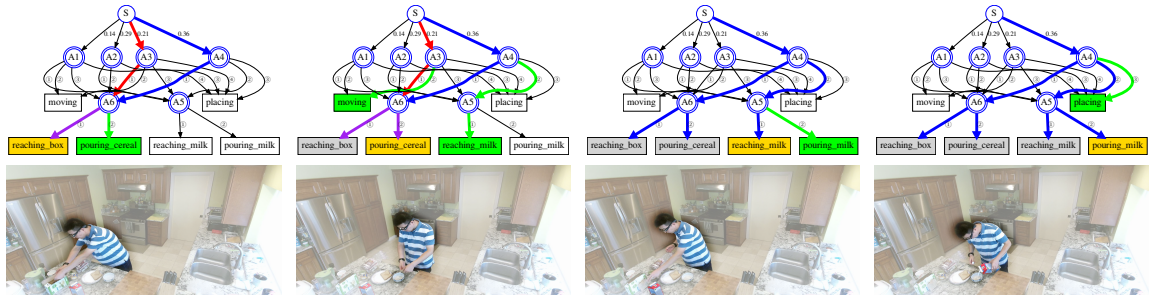 S S S S
0.14 0.29 0.21 0.36 0.14 0.29 0.21 0.36 0.14 0.29 0.21 0.36 0.14 0.29 0.21 0.36
A1 A2 A3 A4 A1 A2 A3 A4 A1 A2 A3 A4 A1 A2 A3 A4
moving A6 A5 placing moving A6 A5 placing moving A6 A5 placing moving A6 A5 placing
reaching_box pouring_cereal reaching_milk pouring_milk reaching_box pouring_cereal reaching_milk pouring_milk reaching_box pouring_cereal reaching_milk pouring_milk reaching_box pouring_cereal reaching_milk pouring_milk